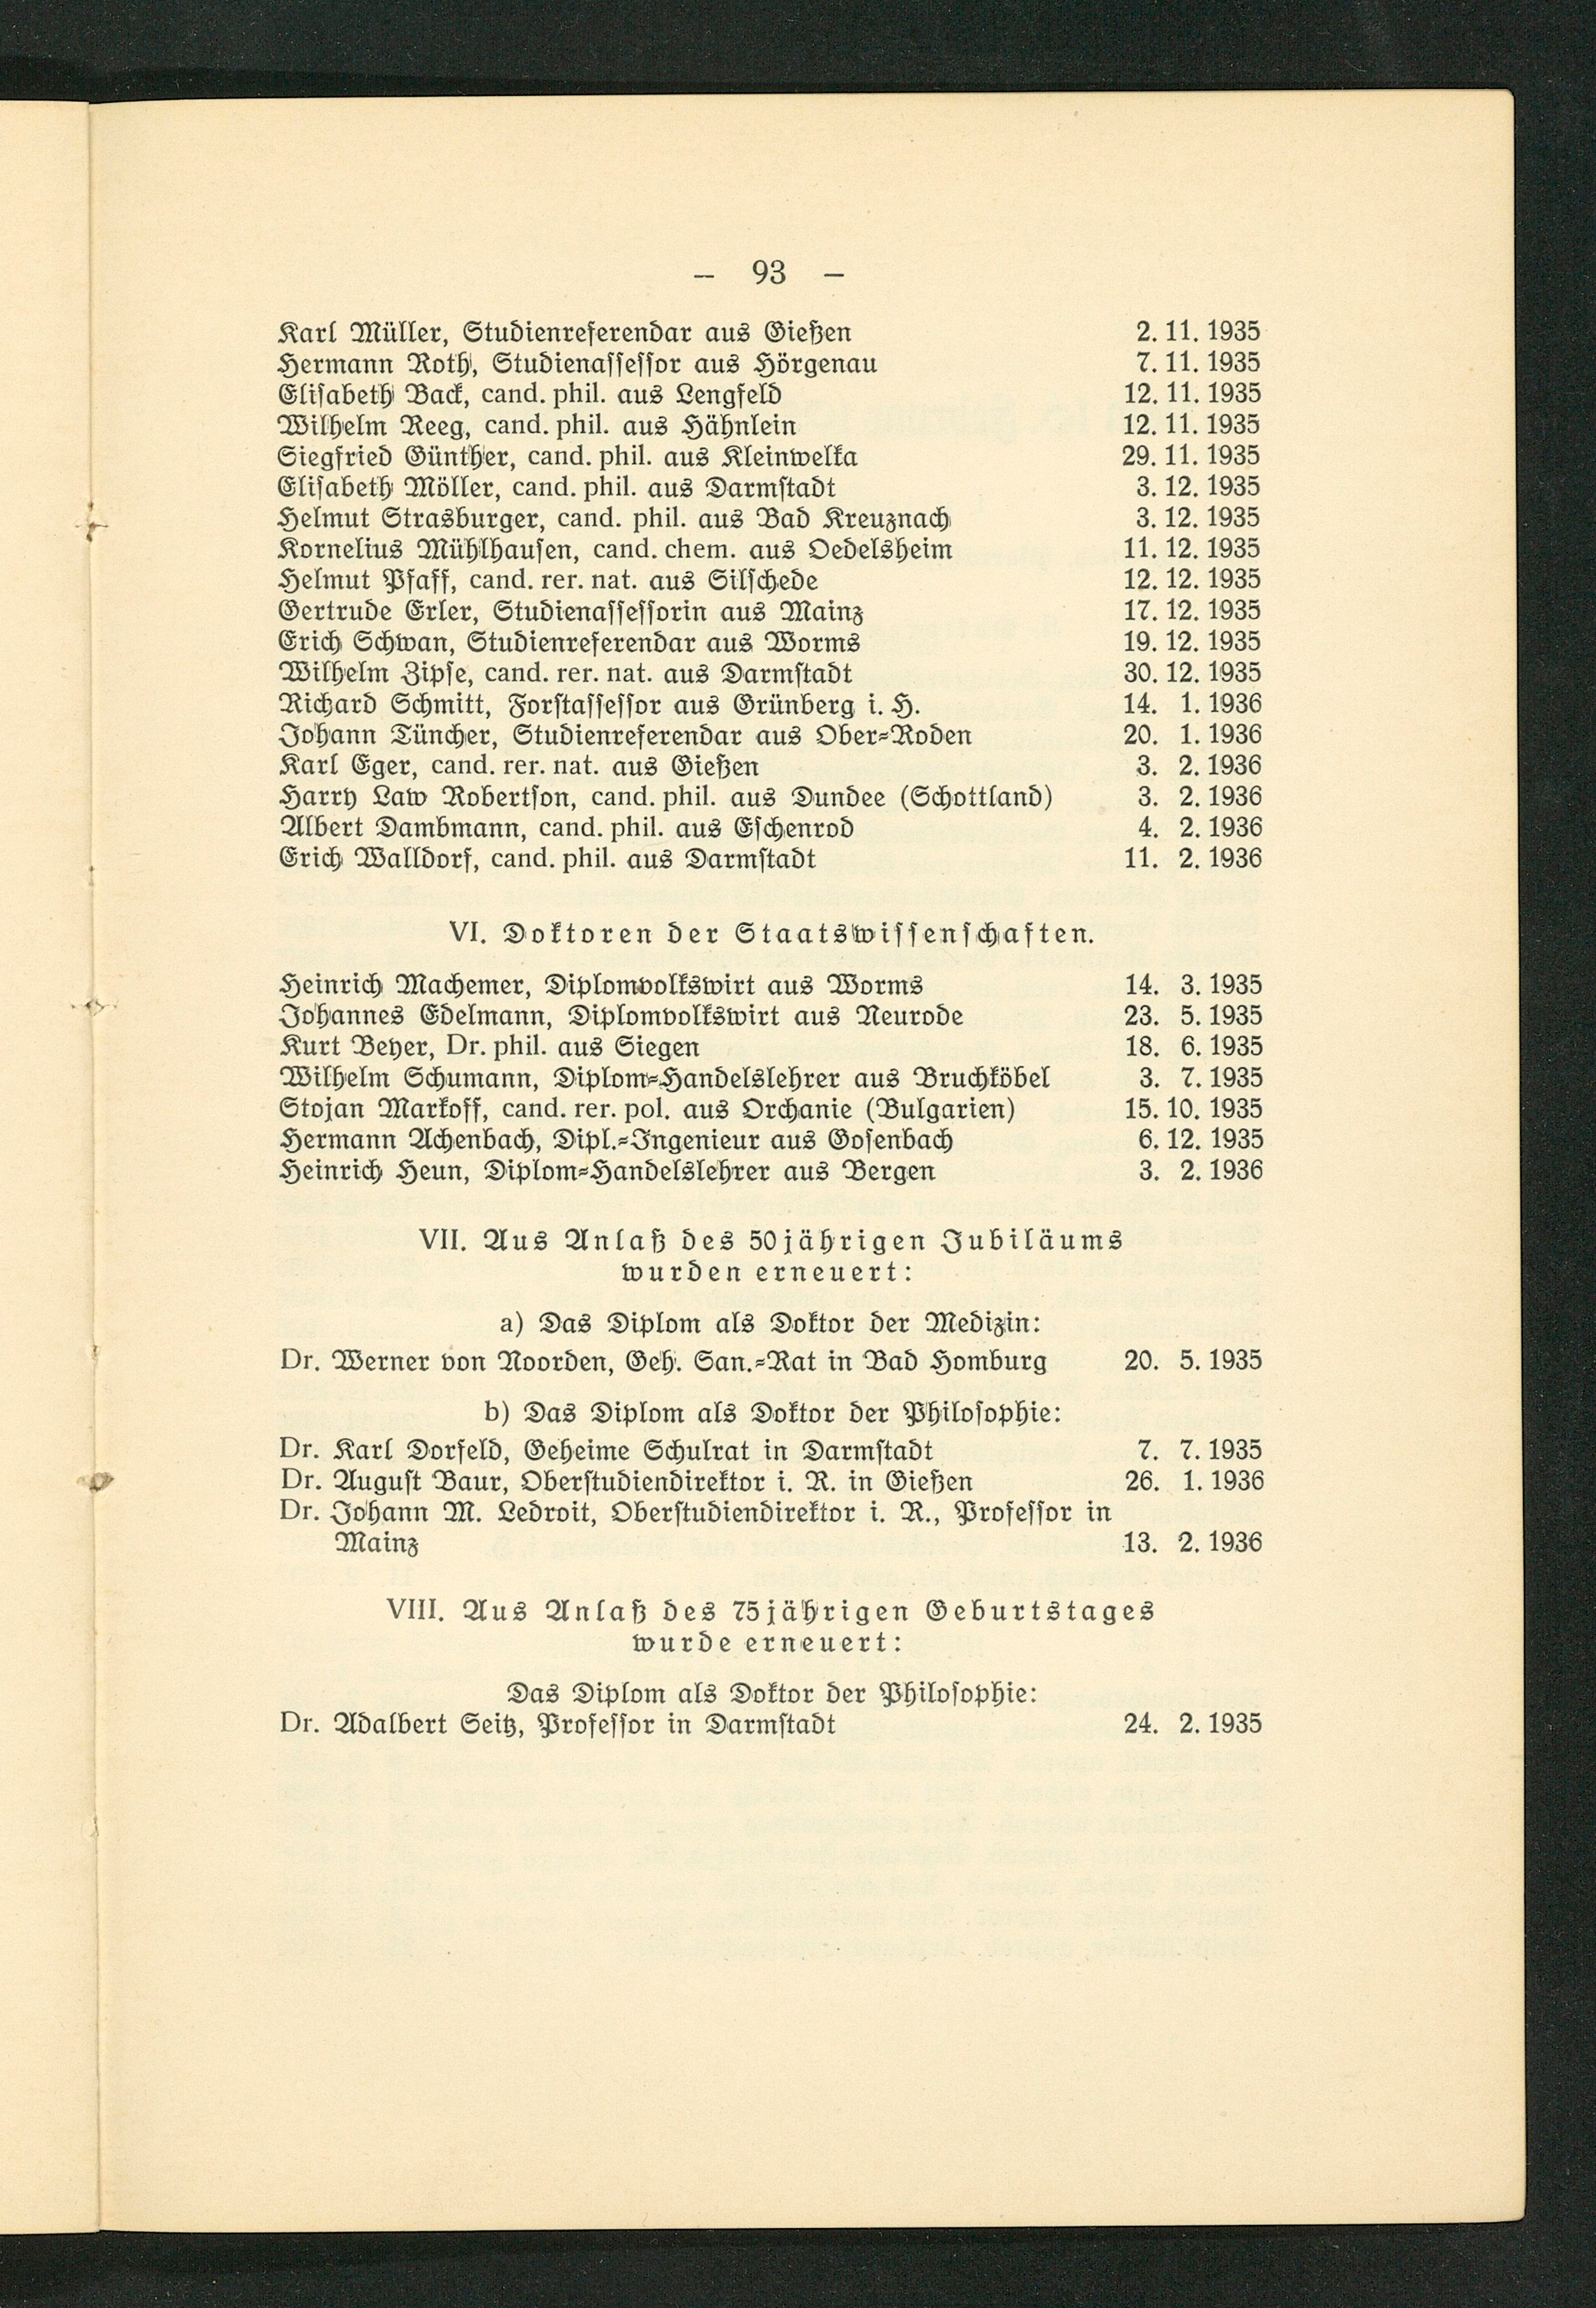 — 93 —
Karl Müller, Studienreferendar aus Gießen 2. 11. 1935
Hermann Roth, Studienassessor aus Hörgenau 7. 11. 1935
Elisabeth Back, cand. phil. aus Lengfeld 12. 11. 1935
Wilhelm Reeg, cand. phil. aus Hähnlein 12. 11. 1935
Siegfried Günther, cand. phil. aus Kleinwelka 29. 11. 1935
Elisabeth Möller, cand. phil. aus Darmstadt 3. 12. 1935
Helmut Strasburger, cand. phil. aus Bad Kreuznach 3. 12. 1935
Kornelius Mühlhausen, cand. chem. aus Oedelsheim 11. 12. 1935
Helmut Pfaff, cand. rer. nat. aus Silschede 12. 12. 1935
Gertrude Erler, Studienassessorin aus Mainz 17. 12. 1935
Erich Schwan, Studienreferendar aus Worms 19. 12. 1935
Wilhelm Zipse, cand. rer. nat. aus Darmstadt 30. 12. 1935
Richard Schmitt, Forstassessor aus Grünberg i. H. 14. 1. 1936
Johann Tüncher, Studienreferendar aus Ober-Roden 20. 1. 1936
Karl Eger, cand. rer. nat. aus Gießen 3. 2. 1936
Harry Law Robertson, cand. phil. aus Dundee (Schottland) 3. 2. 1936
Albert Dambmann, cand. phil. aus Eschenrod 4. 2. 1936
Erich Walldorf, cand. phil. aus Darmstadt 11. 2. 1936
VI. Doktoren der Staatswissenschaften.
Heinrich Machemer, Diplomvolkswirt aus Worms 14. 3. 1935
Johannes Edelmann, Diplomvolkswirt aus Neurode 23. 5. 1935
Kurt Beyer, Dr. phil. aus Siegen 18. 6. 1935
Wilhelm Schumann, Diplom-Handelslehrer aus Bruchköbel 3. 7. 1935
Stojan Markoff, cand. rer. pol. aus Orchanie (Bulgarien) 15. 10. 1935
Hermann Achenbach, Dipl.-Ingenieur aus Gosenbach 6. 12. 1935
Heinrich Heun, Diplom-Handelslehrer aus Bergen 3. 2. 1936
VII. Aus Anlaß des 50jährigen Jubiläums
wurden erneuert:
a) Das Diplom als Doktor der Medizin:
Dr. Werner von Noorden, Geh. San.-Rat in Bad Homburg 20. 5. 1935
b) Das Diplom als Doktor der Philosophie:
Dr. Karl Dorfeld, Geheime Schulrat in Darmstadt 7. 7. 1935
Dr. August Baur, Oberstudiendirektor i. R. in Gießen 26. 1. 1936
Dr. Johann M. Ledroit, Oberstudiendirektor i. R., Professor in
Mainz 13. 2. 1936
VIII. Aus Anlaß des 75jährigen Geburtstages
wurde erneuert:
Das Diplom als Doktor der Philosophie:
Dr. Adalbert Seitz, Professor in Darmstadt 24. 2. 1935